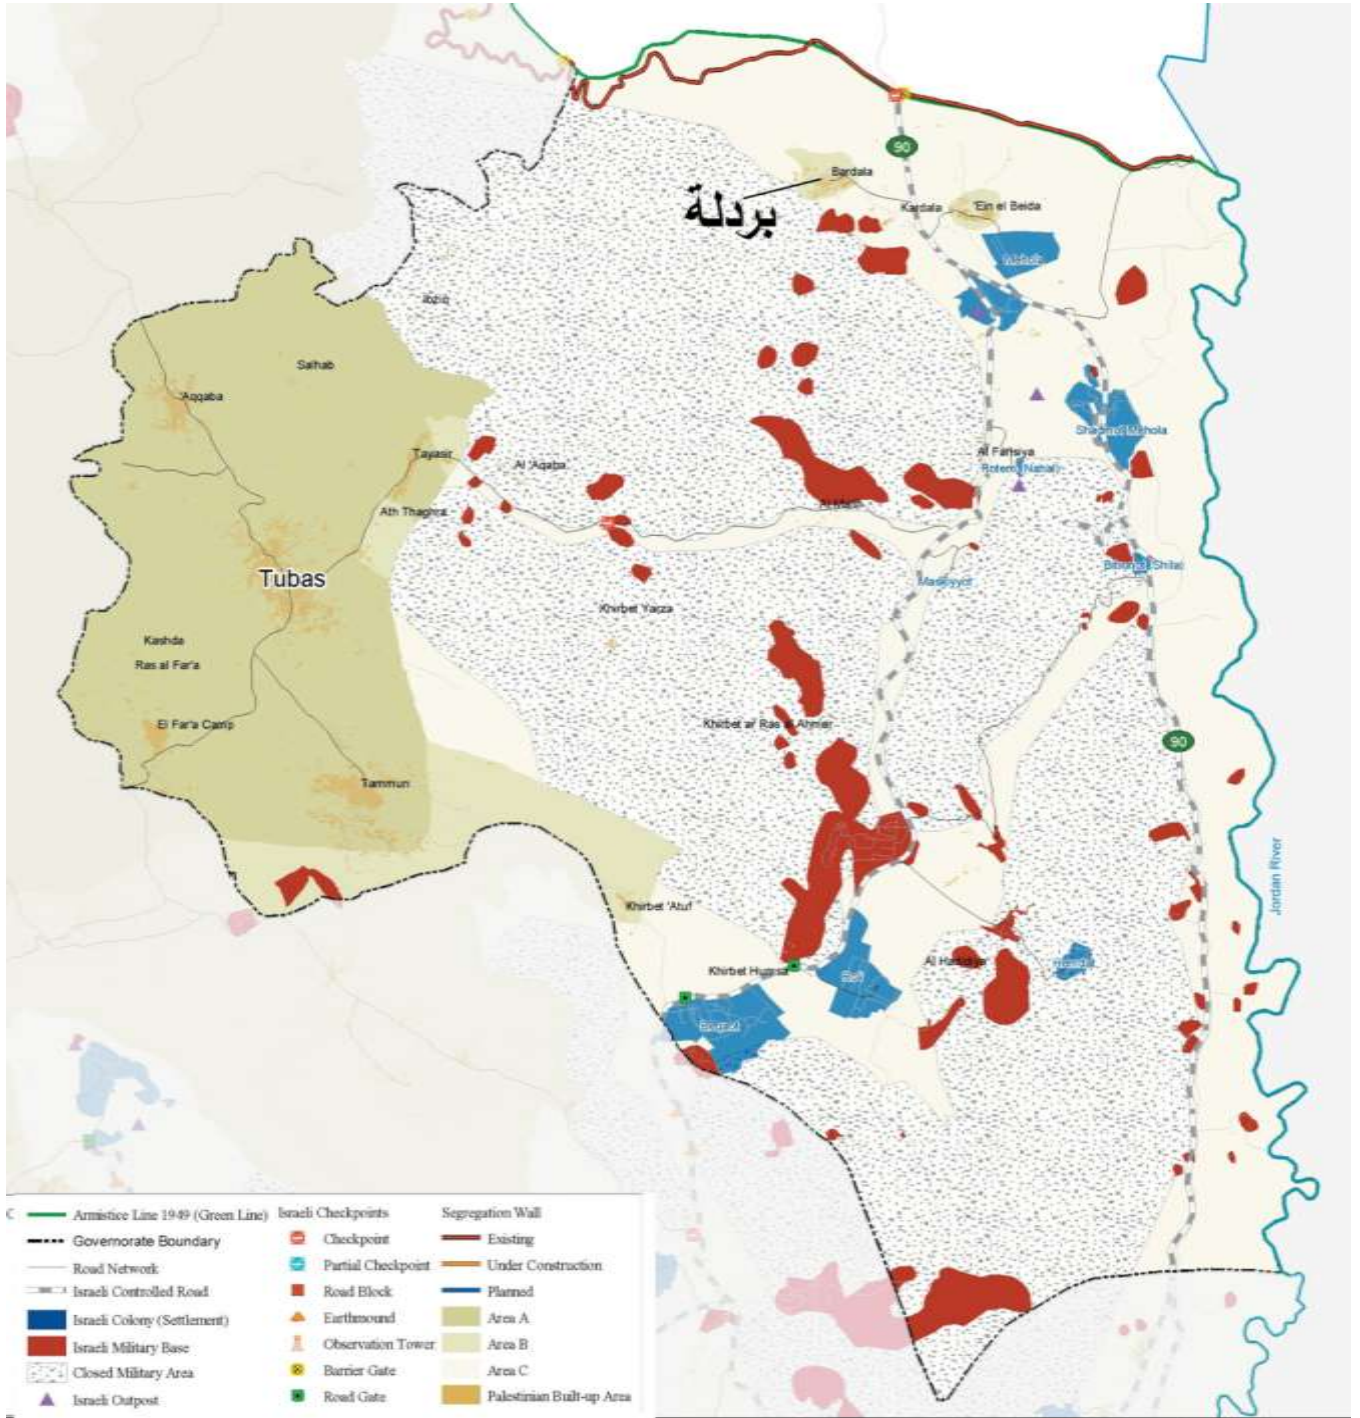 90
Bardala
بردلة
Kardala
'Ein el Beida
Mehola
Ibziq
Salhab
'Aqqaba
Shadmot Mehola
Tayasir
Al 'Aqaba
Al Farisiya
Rotem (Nahal)
Ath Thaghra
Al Malih
Tubas
Maskiyyot
Khirbet Yarza
Kashda
Ras al Far'a
El Far'a Camp
Khirbet ar Ras al Ahmar
90
Tammun
Jordan River
Khirbet 'Atuf
Khirbet Humsa
Al Hadidiya
Ro'i
Armistice Line 1949 (Green Line)
Governorate Boundary
Road Network
Israeli Controlled Road
Israeli Colony (Settlement)
Israeli Military Base
Closed Military Area
Israeli Outpost
Israeli Checkpoints
Checkpoint
Partial Checkpoint
Road Block
Earthmound
Observation Tower
Barrier Gate
Road Gate
Segregation Wall
Existing
Under Construction
Planned
Area A
Area B
Area C
Palestinian Built-up Area